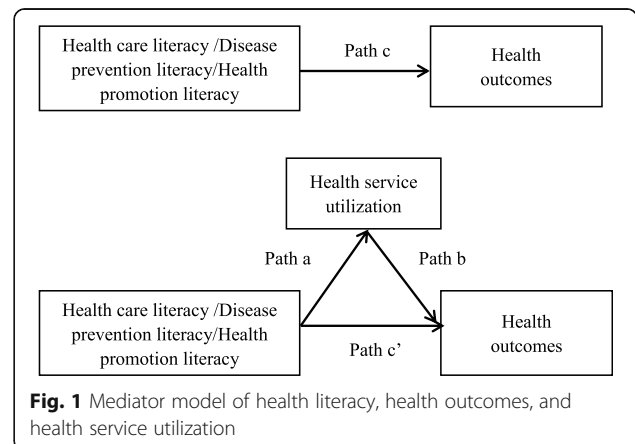 Health care literacy /Disease
prevention literacy/Health
promotion literacy
Path c
Health
outcomes
Health service
utilization
Path a
Path b
Health care literacy /Disease
prevention literacy/Health
promotion literacy
Path c’
Health
outcomes
Fig. 1 Mediator model of health literacy, health outcomes, and
health service utilization